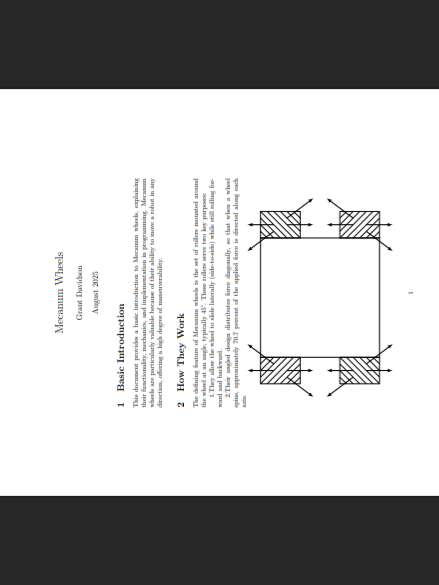 Mecanum Wheels
Grant Davidson
August 2025
1 Basic Introduction
This document provides a basic introduction to Mecanum wheels, explaining
their functionality, mechanics, and implementation in programming. Mecanum
wheels are particularly valuable because of their ability to move a robot in any
direction, offering a high degree of maneuverability.
2 How They Work
The defining feature of Mecanum wheels is the set of rollers mounted around
the wheel at an angle, typically 45°. These rollers serve two key purposes:
1.They allow the wheel to slide laterally (side-to-side) while still rolling for-
ward and backward.
2.Their angled design distributes force diagonally, so that when a wheel
spins, approximately 70.7 percent of the applied force is directed along each
axis.
1